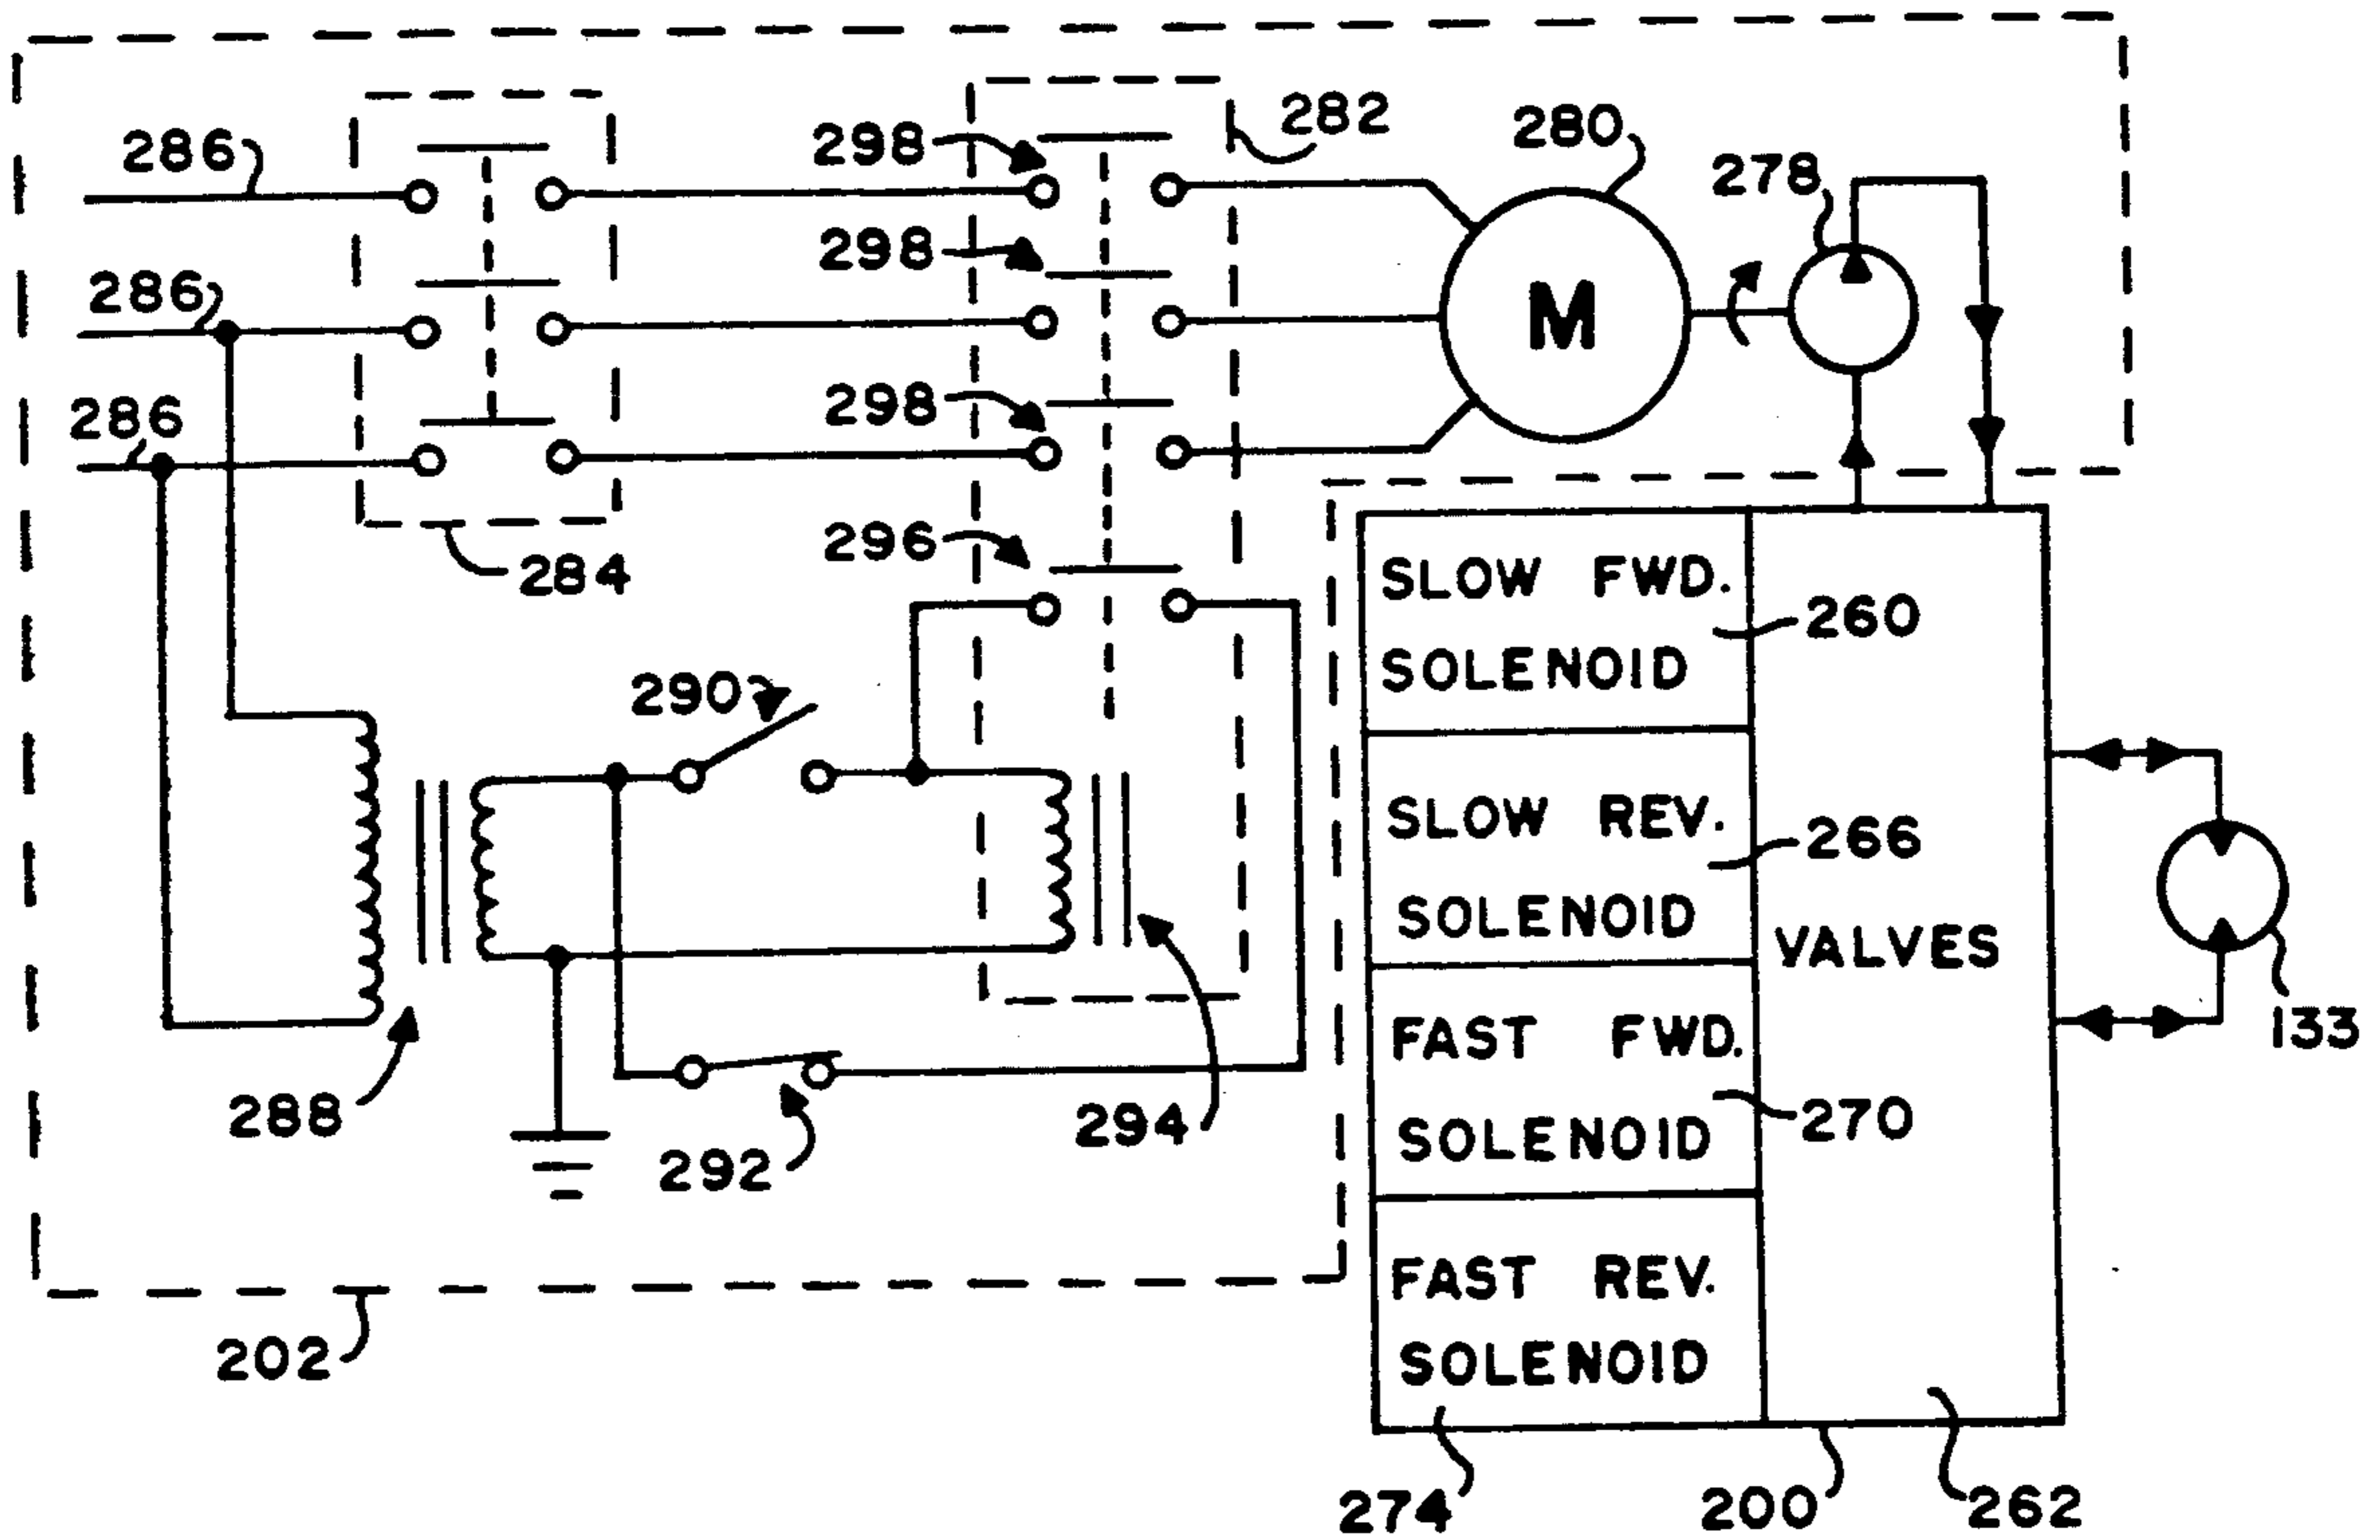 286
298
282
280
278
286
298
286
298
284
296
SLOW FWD.
SOLENOID
260
290
SLOW REV.
SOLENOID
266
VALVES
M
133
FAST FWD.
SOLENOID
270
288
292
294
FAST REV.
SOLENOID
202
274
200
262